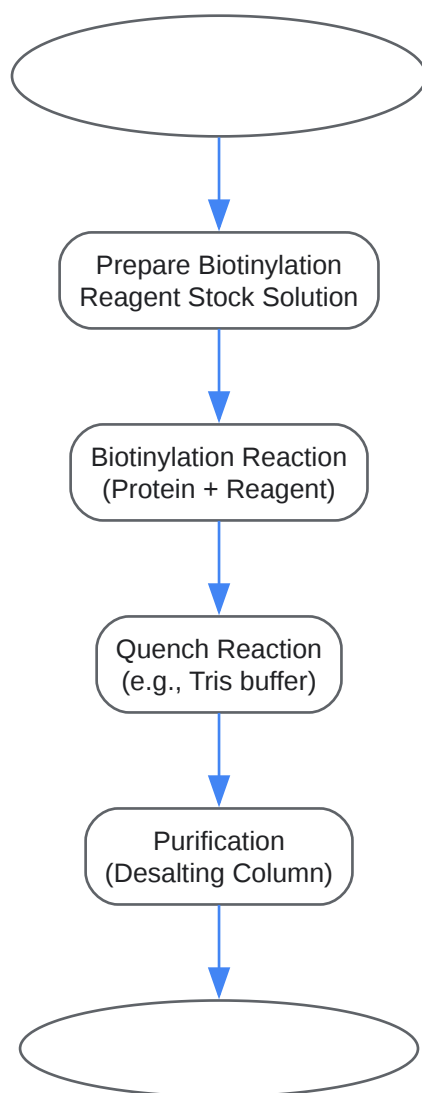 Prepare Biotinylation
Reagent Stock Solution
Biotinylation Reaction
(Protein + Reagent)
Quench Reaction
(e.g., Tris buffer)
Purification
(Desalting Column)